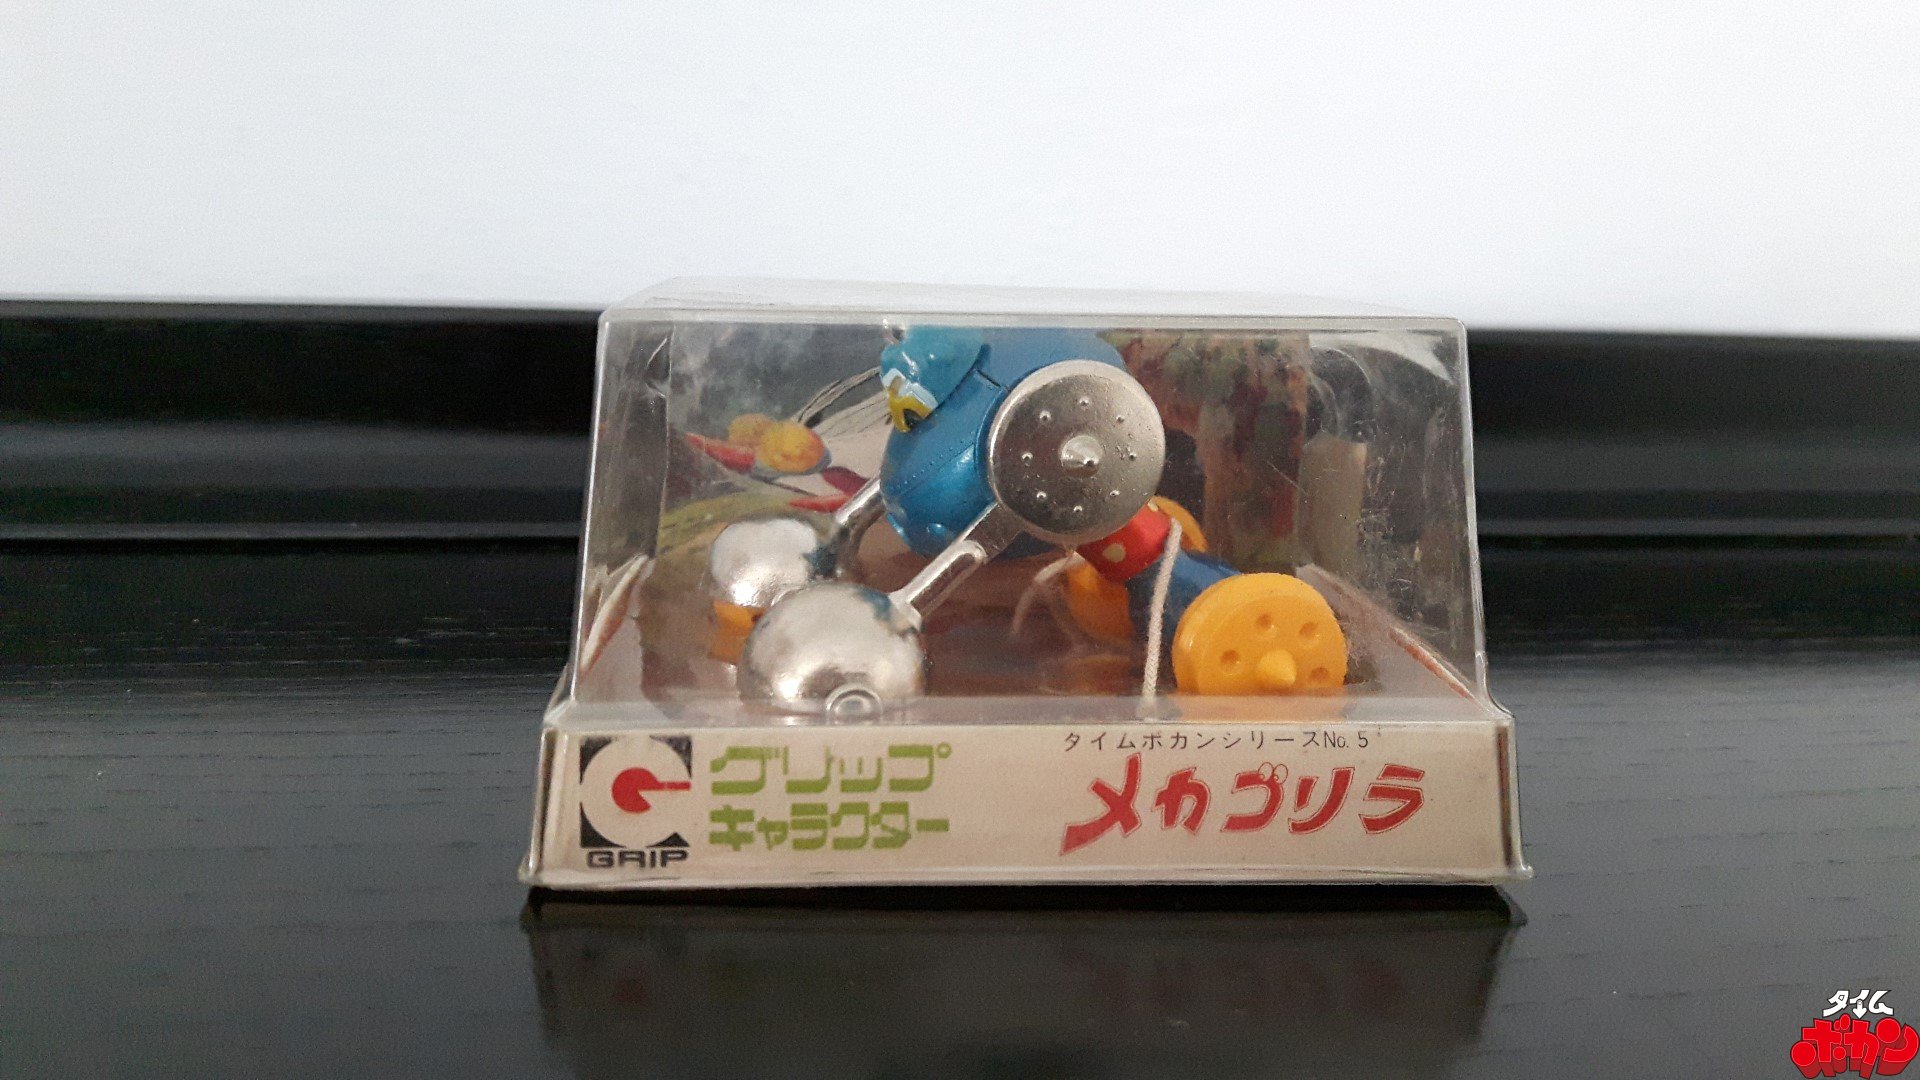 GRIP
グリップ
キャラクター
タイムボカンシリーズNo.5
メカゴリラ
タイム
ボカン